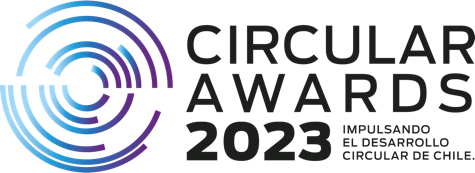 CIRCULAR
AWARDS
2023
IMPULSANDO
EL DESARROLLO
CIRCULAR DE CHILE.